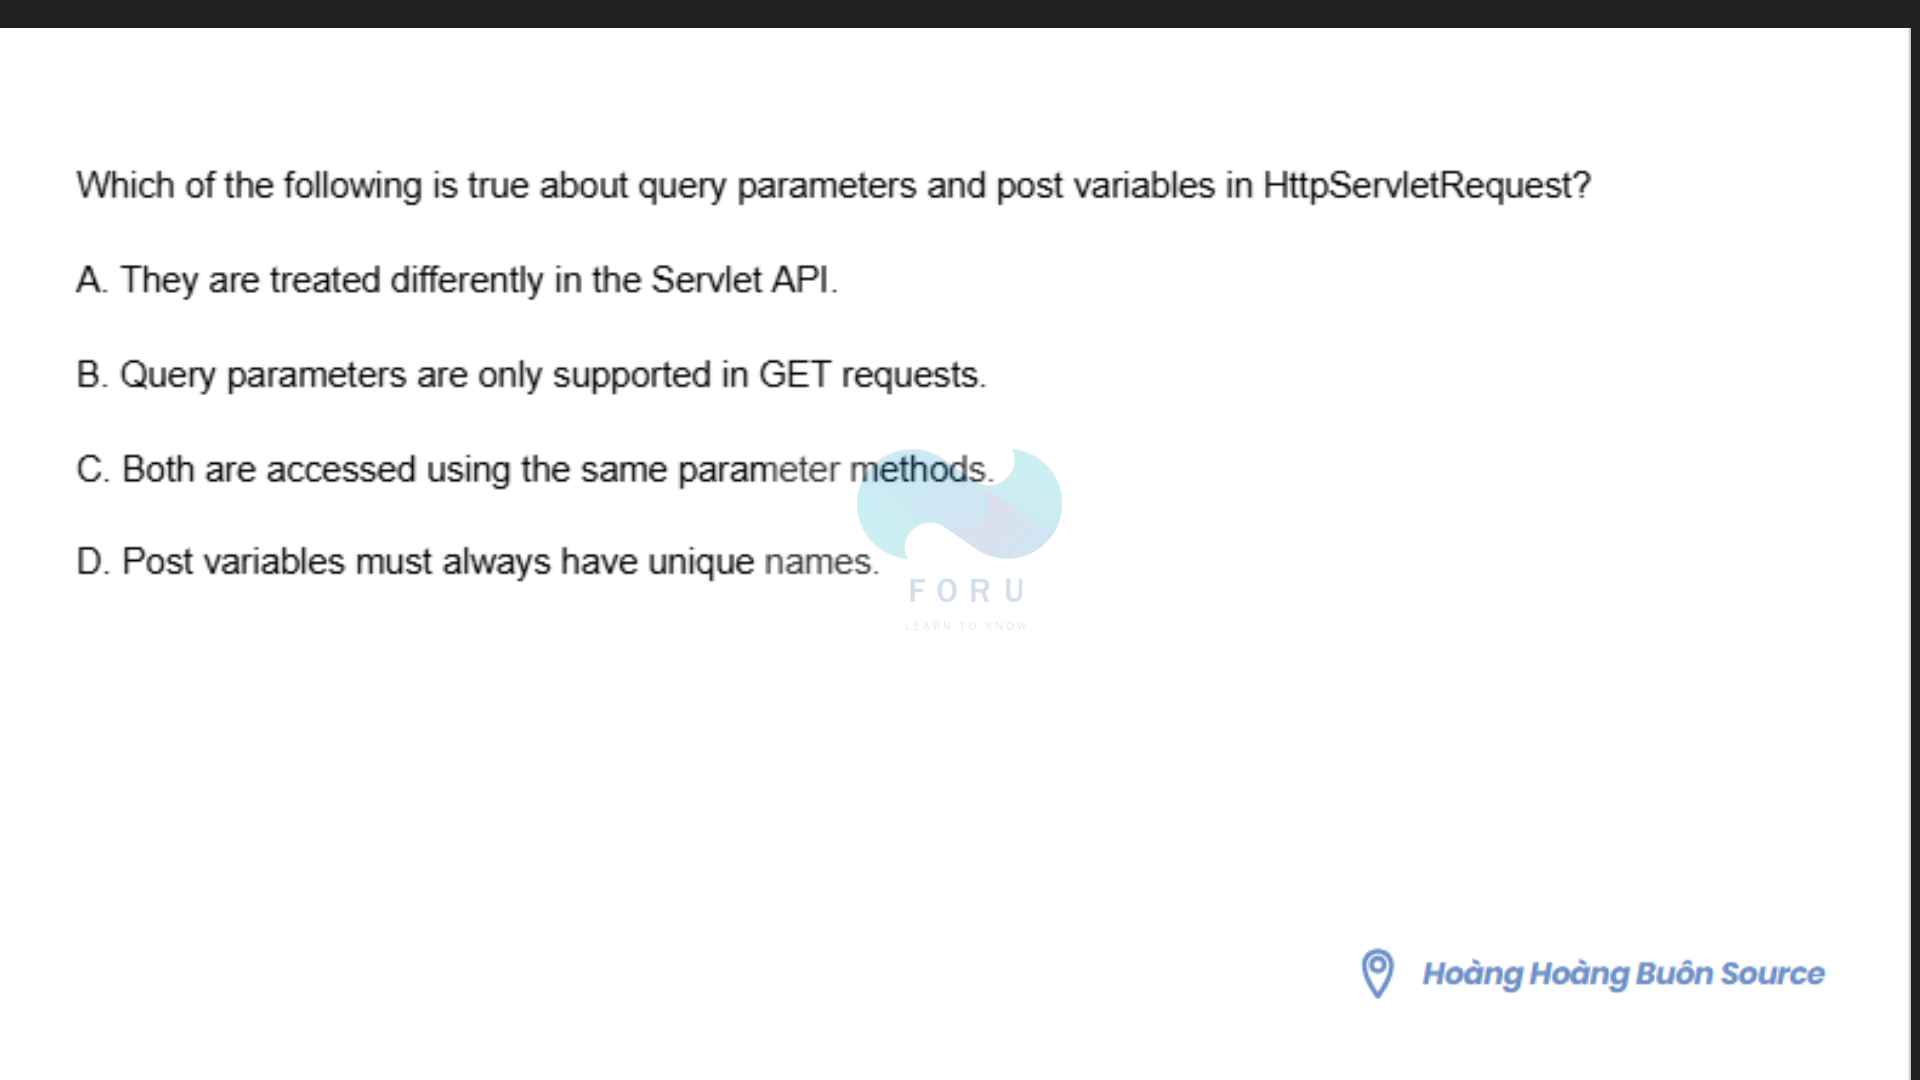 Which of the following is true about query parameters and post variables in HttpServletRequest?
A. They are treated differently in the Servlet API.
B. Query parameters are only supported in GET requests.
C. Both are accessed using the same parameter methods.
D. Post variables must always have unique names.
FORU
LEARN TO KNOW
Hoàng Hoàng Buôn Source